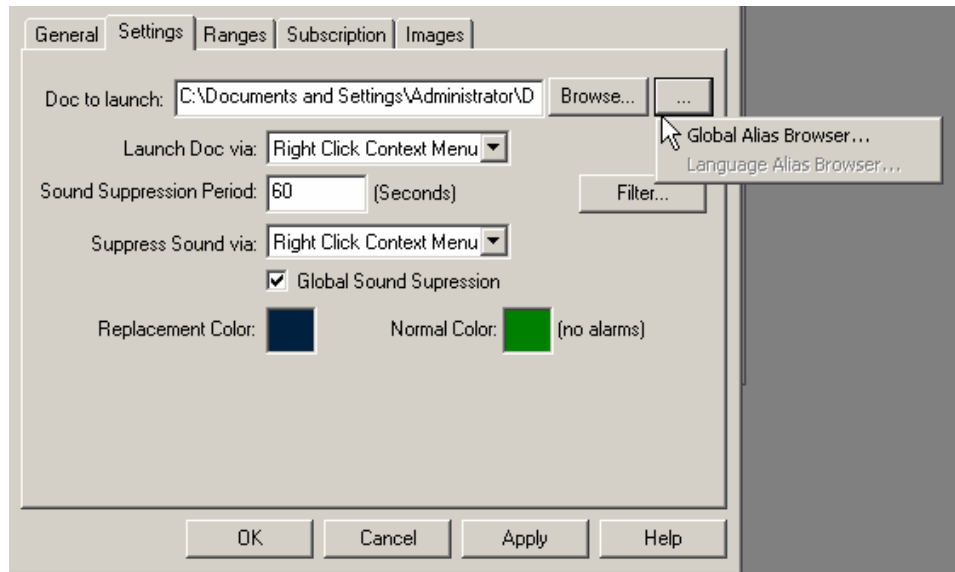 General Settings Ranges Subscription Images
Doc to launch: C:\Documents and Settings\Administrator\D Browse... ...
Global Alias Browser...
Launch Doc via: Right Click Context Menu
Language Alias Browser...
Sound Suppression Period: 60 (Seconds) Filter...
Suppress Sound via: Right Click Context Menu
Global Sound Supression
Replacement Color: Normal Color: (no alarms)
OK Cancel Apply Help